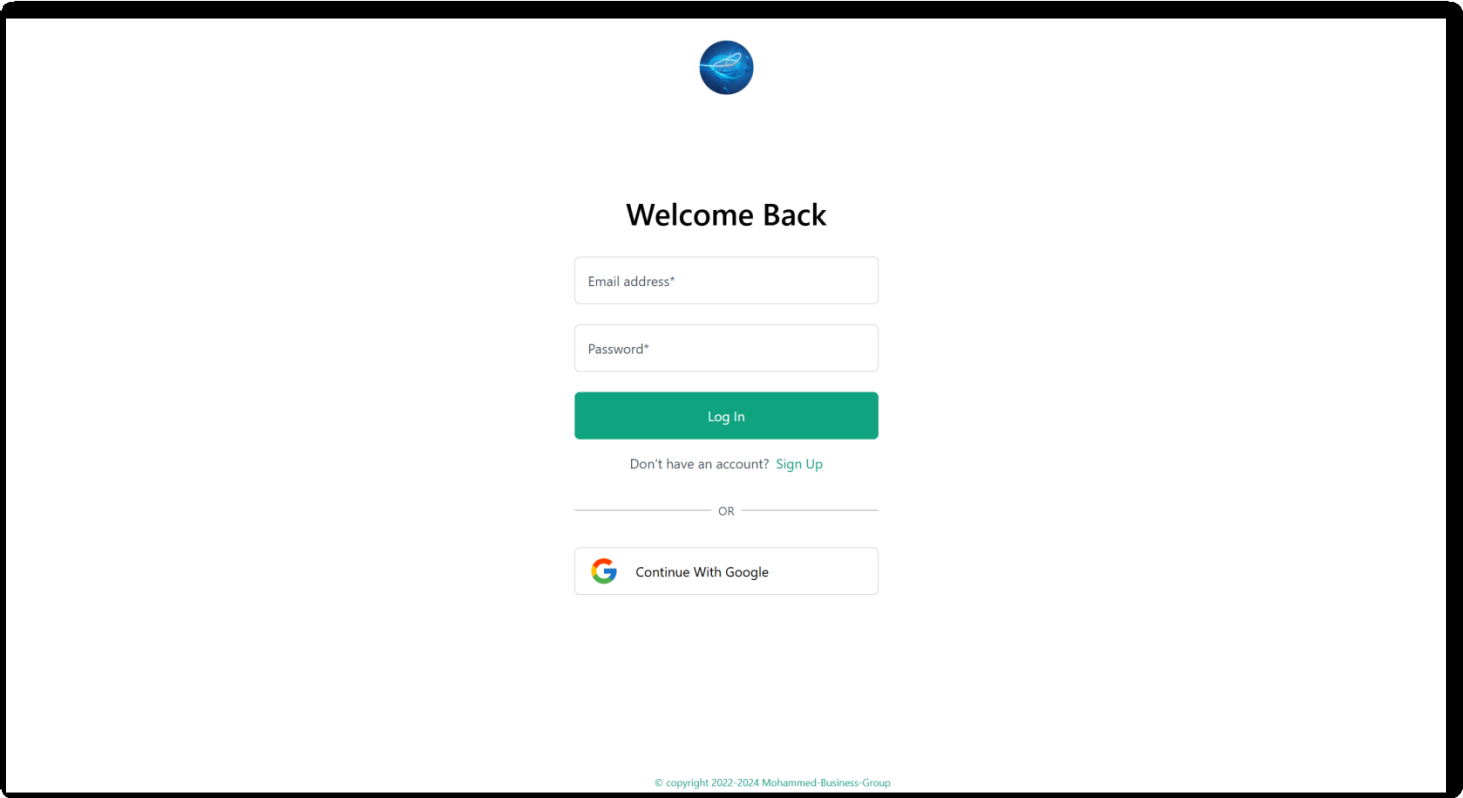 Welcome Back
Email address*
Password*
Log In
Don't have an account? Sign Up
OR
Continue With Google
© copyright 2022-2024 Mohammed-Business-Group